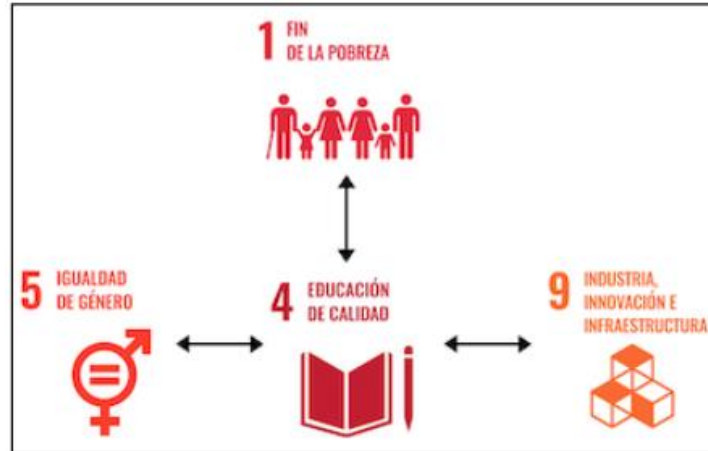 1 FIN
DE LA POBREZA
5 IGUALDAD
DE GÉNERO
4 EDUCACIÓN
DE CALIDAD
9 INDUSTRIA,
INNOVACIÓN E
INFRAESTRUCTURA